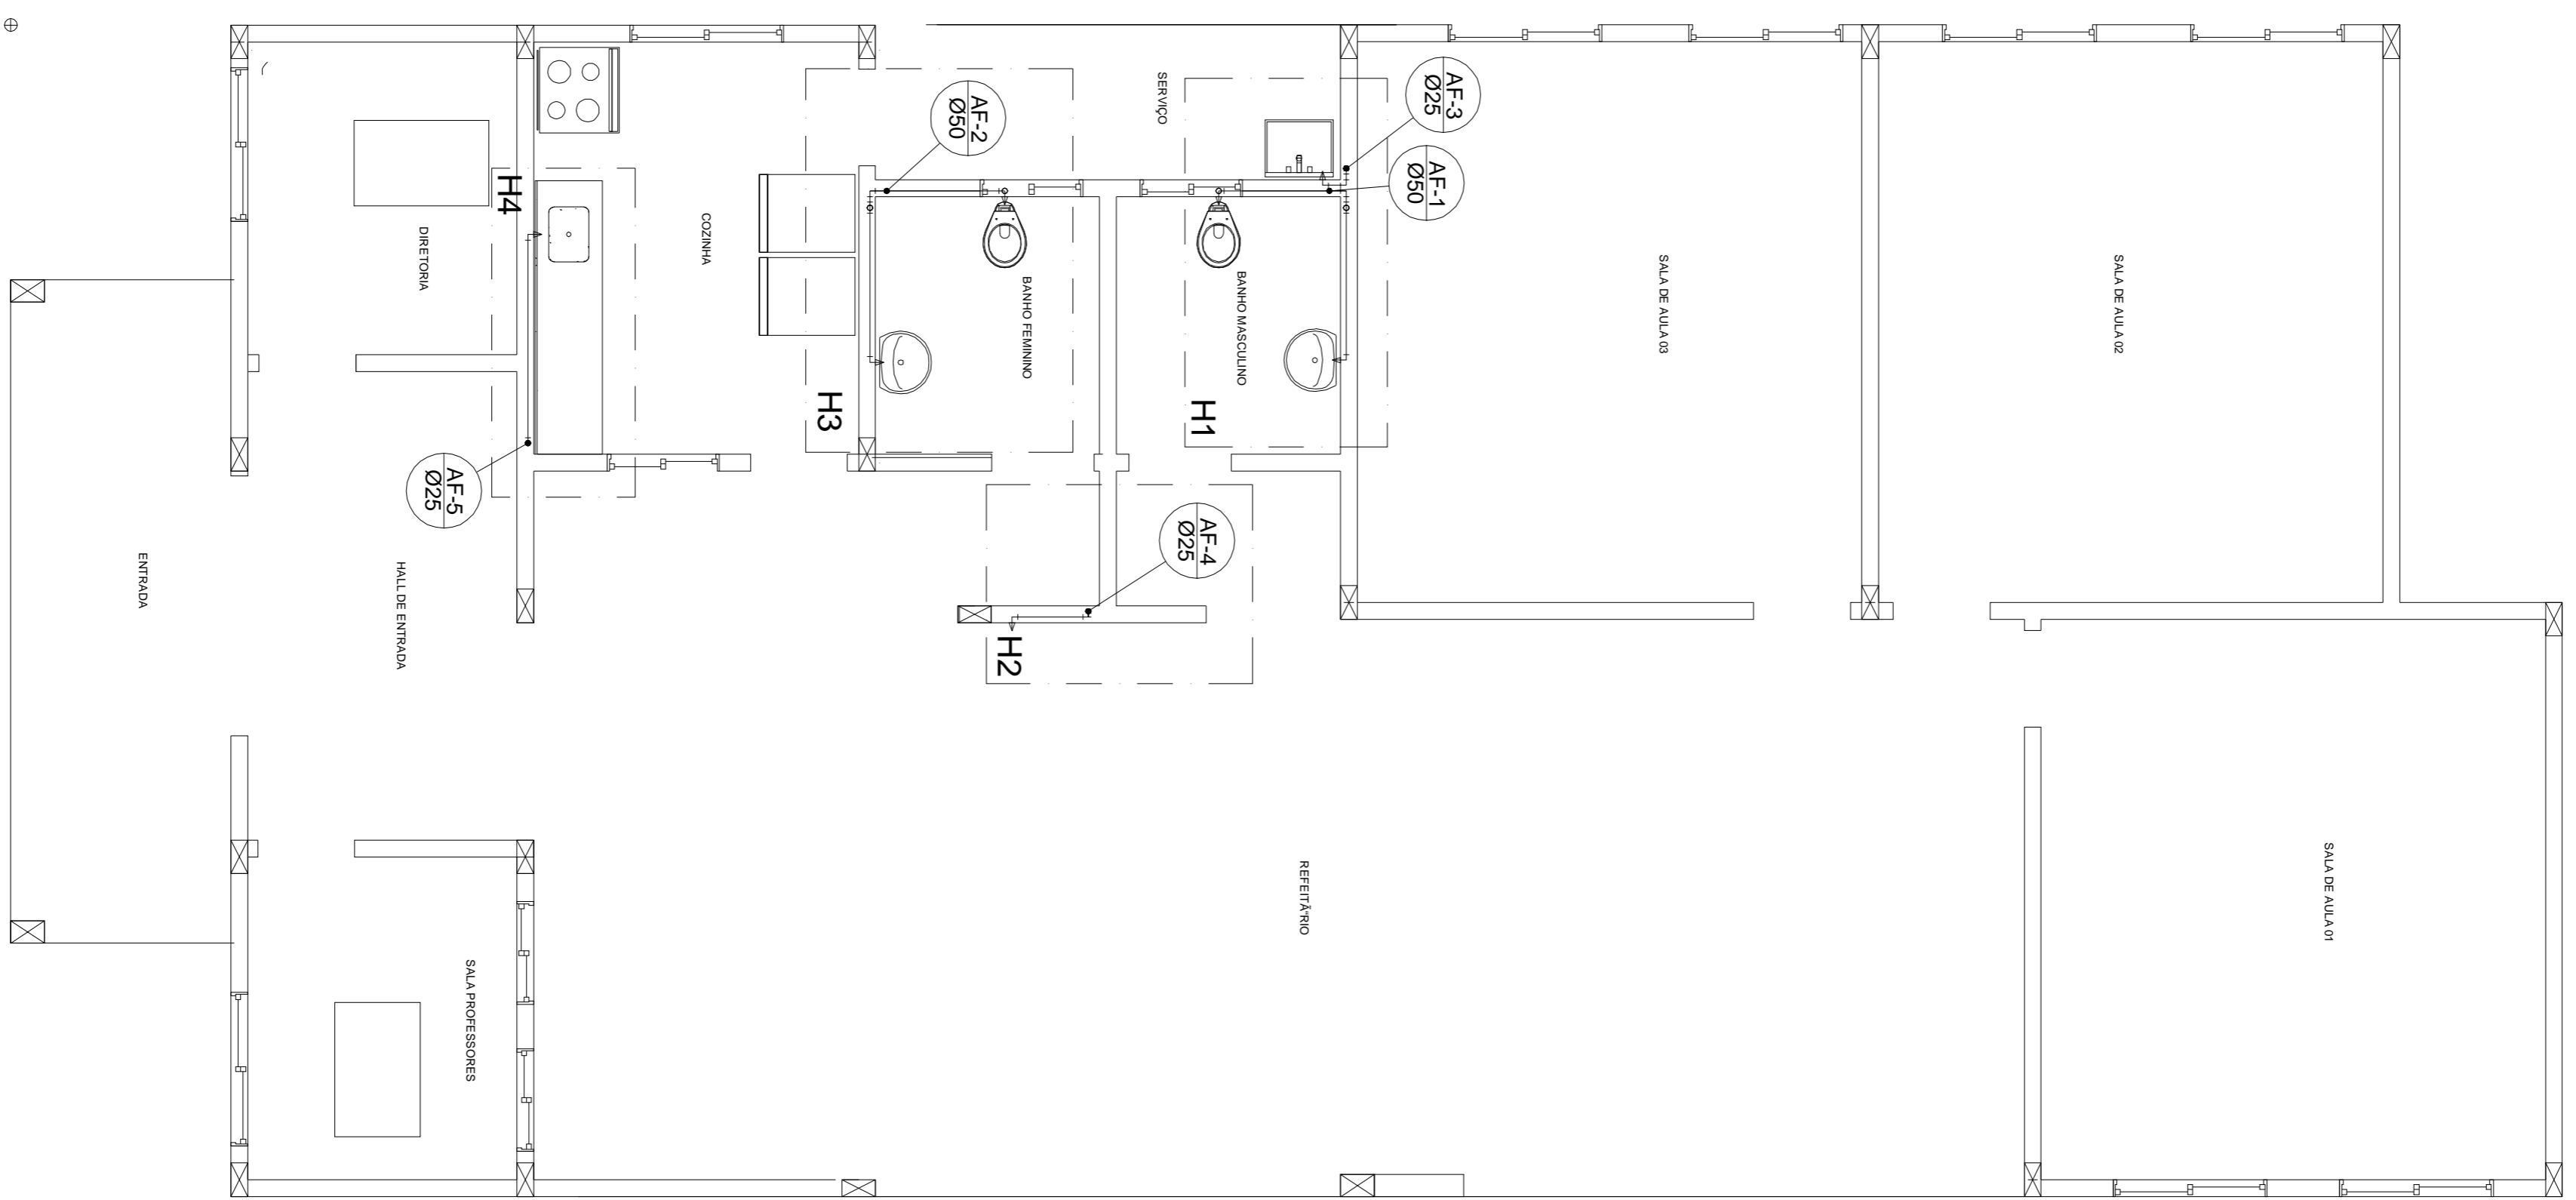 SALA DE AULA 01
SALA DE AULA 02
SALA DE AULA 03
AF-3
Ø25
AF-1
Ø50
REFEITÃ“RIO
BANHO MASCULINO
AF-4
Ø25
H1
SERVIÇO
BANHO FEMININO
H2
AF-2
Ø50
H3
COZINHA
H4
SALA PROFESSORES
AF-5
Ø25
DIRETORIA
HALL DE ENTRADA
ENTRADA